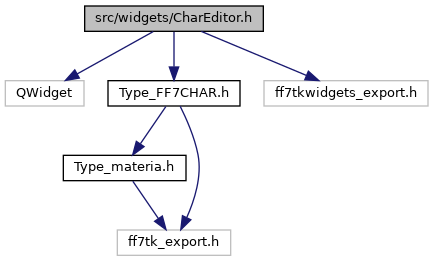 src/widgets/CharEditor.h
QWidget
Type_FF7CHAR.h
ff7tkwidgets_export.h
Type_materia.h
ff7tk_export.h